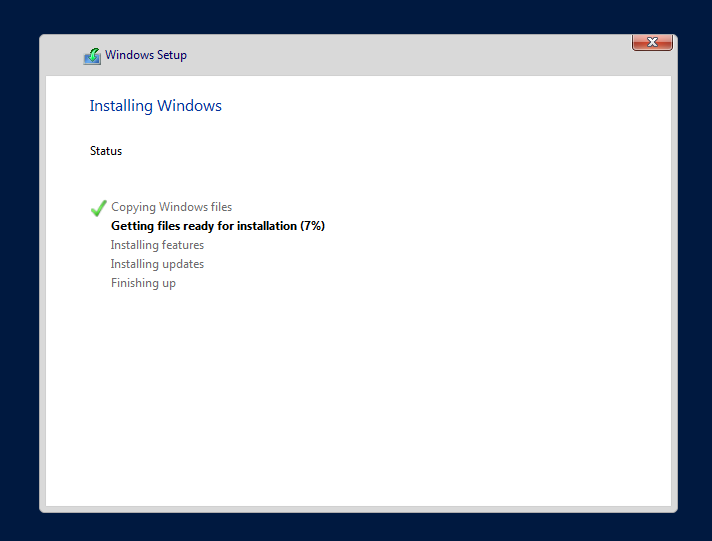 Windows Setup
Installing Windows
Status
Copying Windows files
Getting files ready for installation (7%)
Installing features
Installing updates
Finishing up